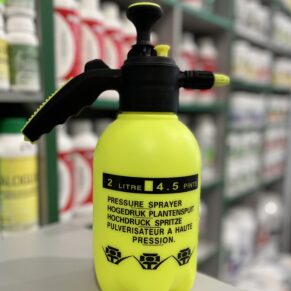 2 LITRE 4.5 PINTS
PRESSURE SPRAYER
HOGEDRUK PLANTENSPUIT
HOCHDRUCK SPRITZE
PULVERISATEUR A HAUTE
PRESSION.